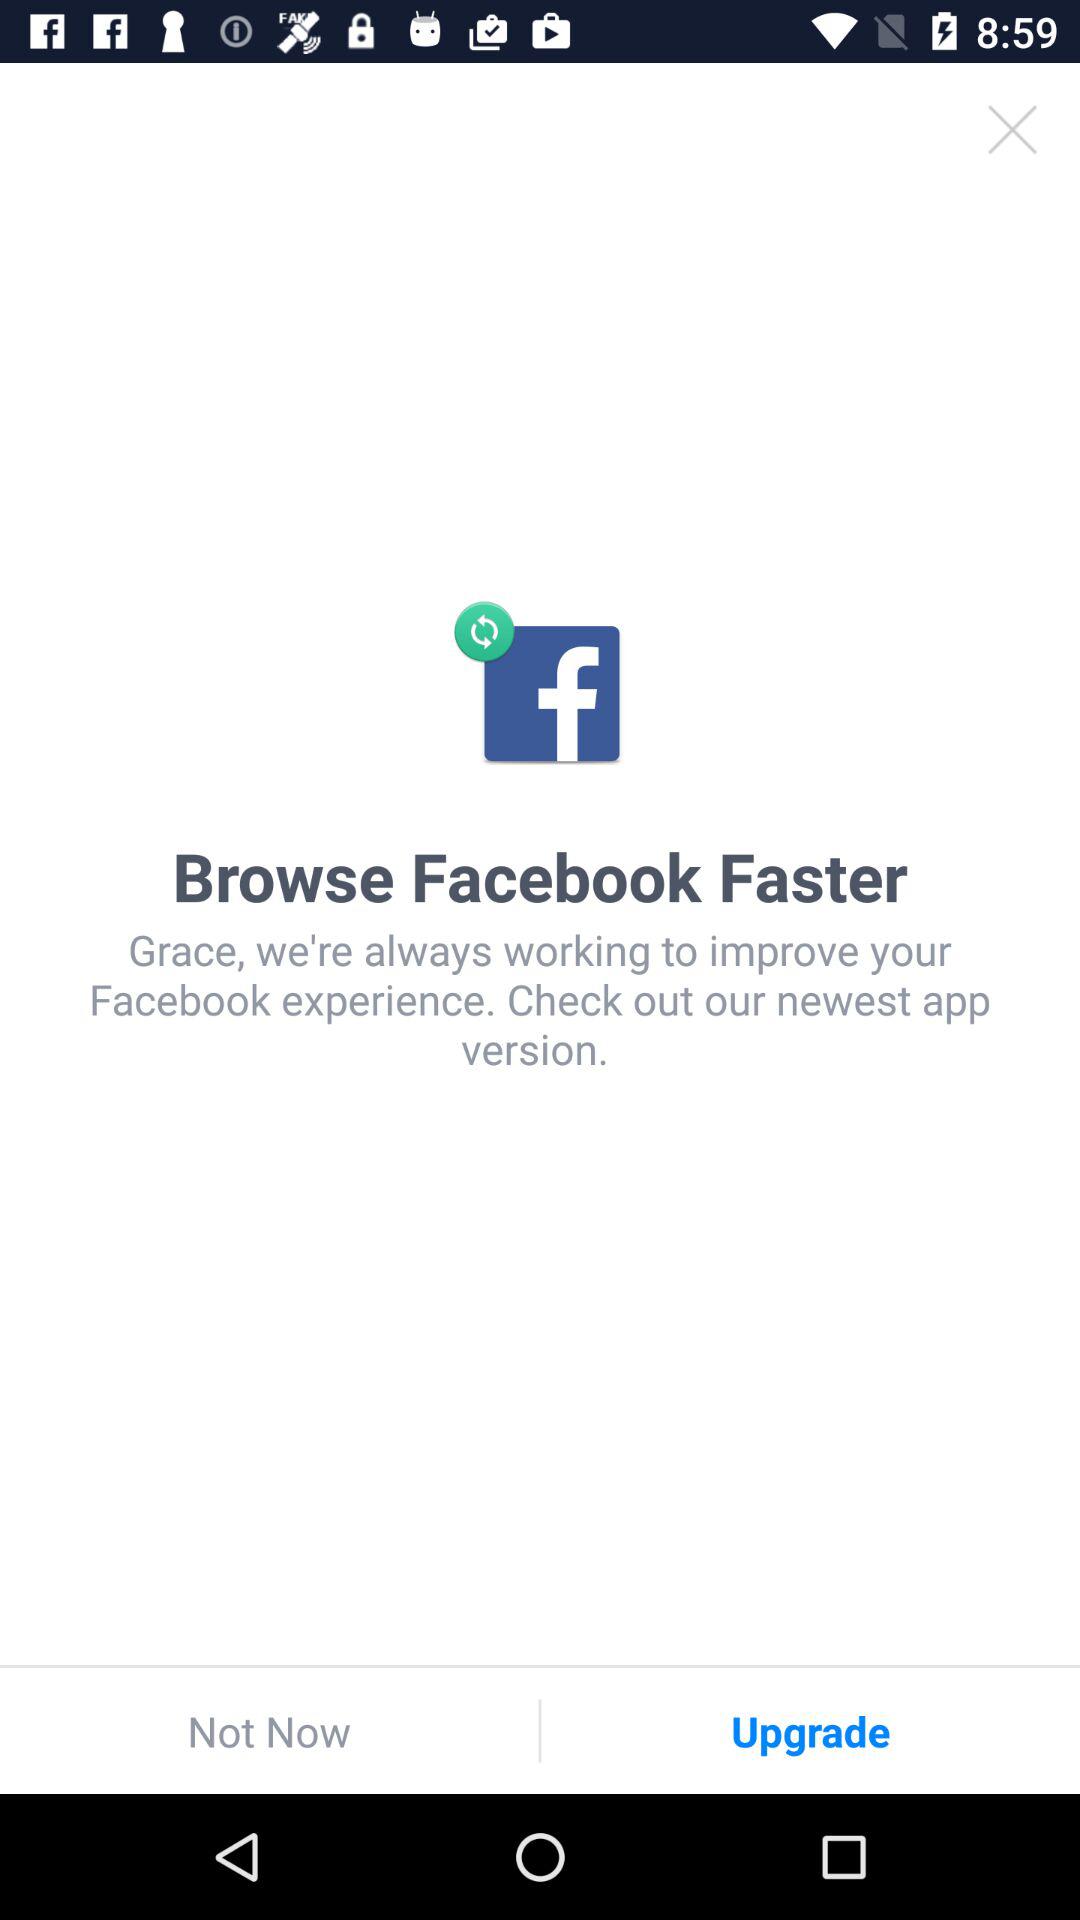 FAKE
8:59
Browse Facebook Faster
Grace, we're always working to improve your
Facebook experience. Check out our newest app
version.
Not Now
Upgrade